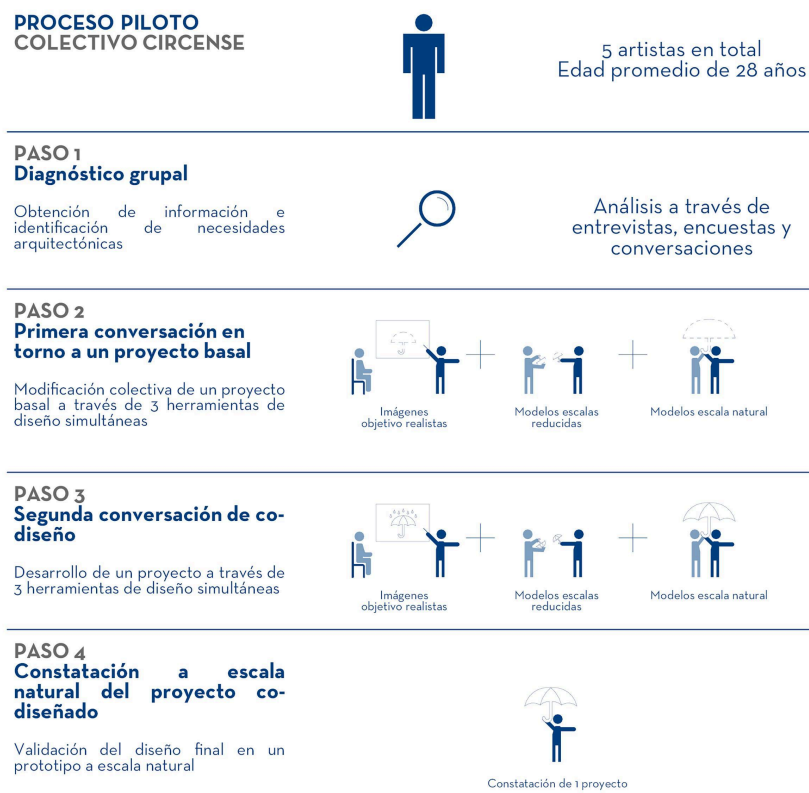 PROCESO PILOTO
COLECTIVO CIRCENSE
5 artistas en total
Edad promedio de 28 años
PASO 1
Diagnóstico grupal
Obtención de información e
identificación de necesidades
arquitectónicas
Análisis a través de
entrevistas, encuestas y
conversaciones
PASO 2
Primera conversación en
torno a un proyecto basal
Modificación colectiva de un proyecto
basal a través de 3 herramientas de
diseño simultáneas
Imágenes
objetivo realistas
Modelos escalas
reducidas
Modelos escala natural
PASO 3
Segunda conversación de co-
diseño
Desarrollo de un proyecto a través de
3 herramientas de diseño simultáneas
Imágenes
objetivo realistas
Modelos escalas
reducidas
Modelos escala natural
PASO 4
Constatación a escala
natural del proyecto co-
diseñado
Validación del diseño final en un
prototipo a escala natural
Constatación de 1 proyecto